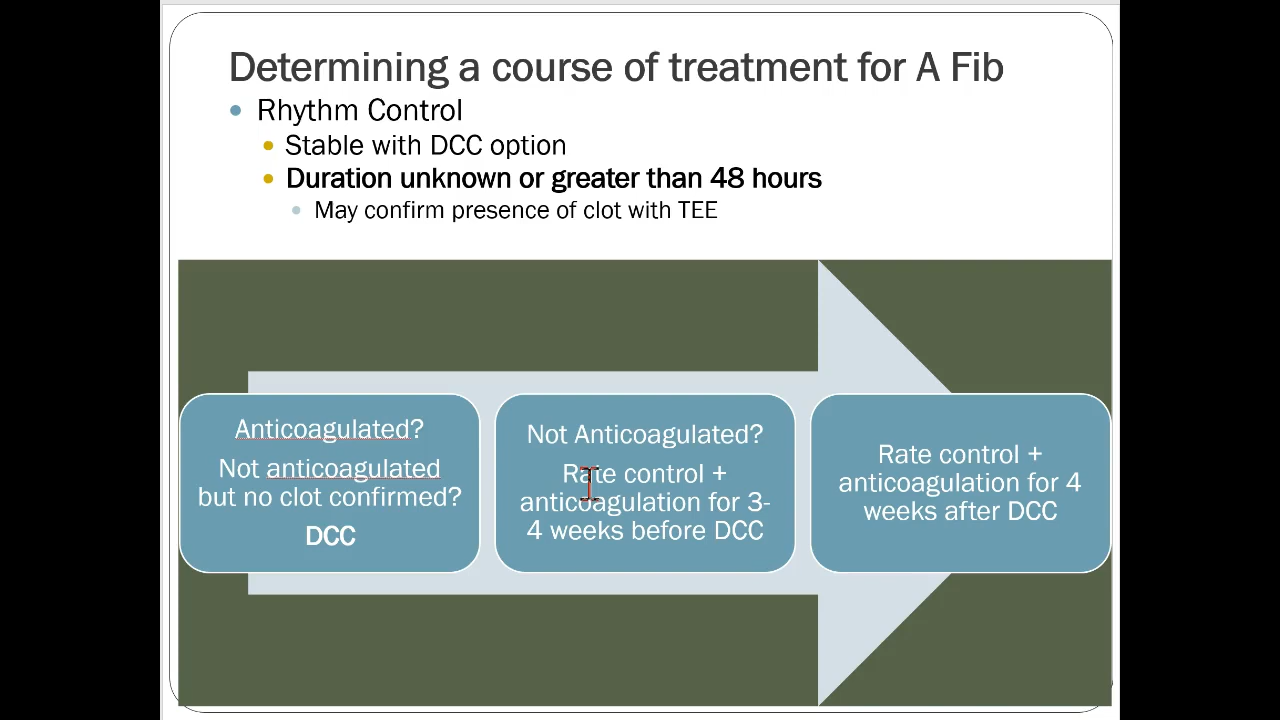 Determining a course of treatment for A Fib
Rhythm Control
Stable with DCC option
Duration unknown or greater than 48 hours
May confirm presence of clot with TEE
Anticoagulated?
Not anticoagulated
but no clot confirmed?
DCC
Not Anticoagulated?
Rate control +
anticoagulation for 3-
4 weeks before DCC
Rate control +
anticoagulation for 4
weeks after DCC